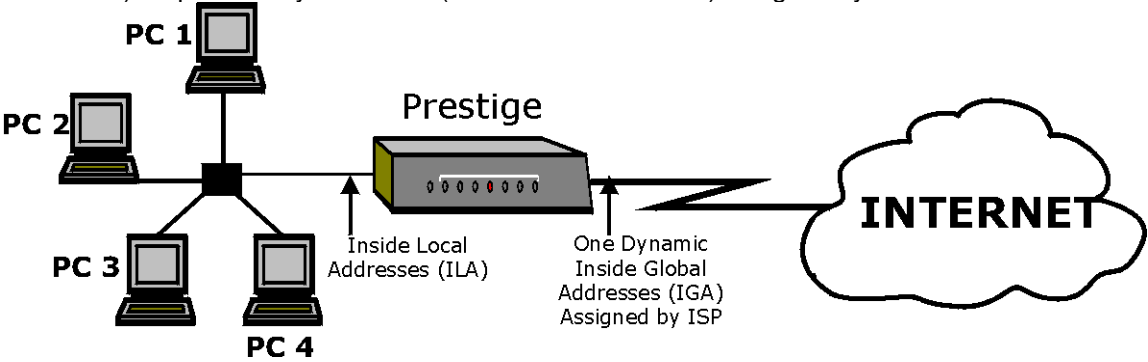 PC 1
Prestige
PC 2
INTERNET
Inside Local
Addresses (ILA)
One Dynamic
Inside Global
Addresses (IGA)
Assigned by ISP
PC 3
PC 4